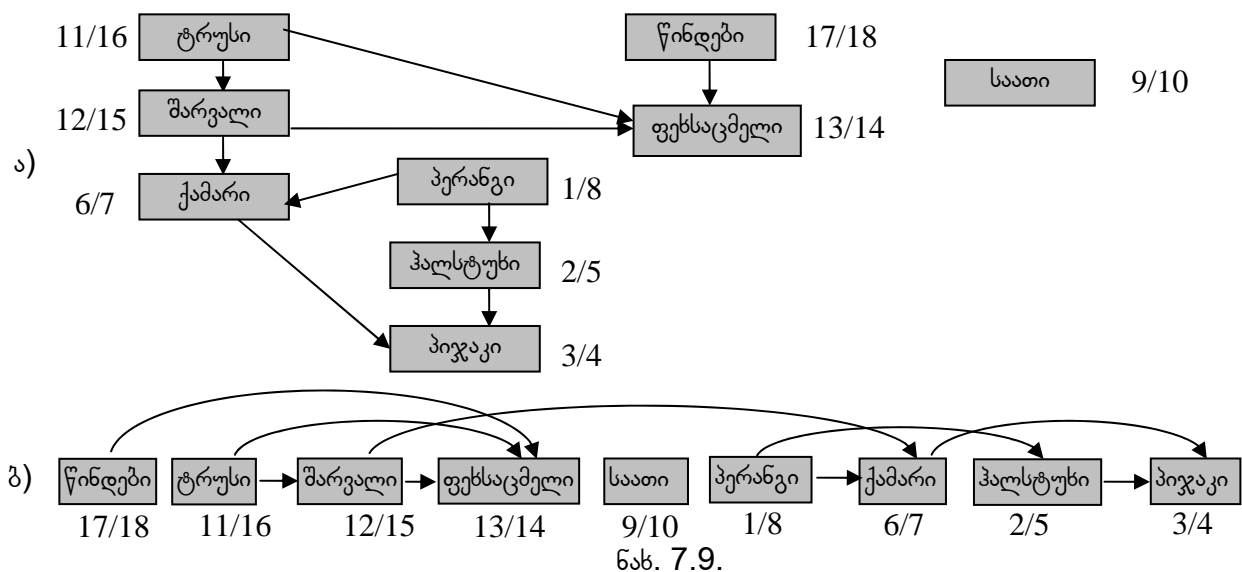 11/16 ტრუსი წინდები 17/18
საათი 9/10
12/15 შარვალი ფეხსაცმელი 13/14
ა)
6/7 ქამარი პერანგი 1/8
ჰალსტუხი 2/5
პიჯაკი 3/4
ბ) წინდები ტრუსი შარვალი ფეხსაცმელი საათი პერანგი ქამარი ჰალსტუხი პიჯაკი
17/18 11/16 12/15 13/14 9/10 1/8 6/7 2/5 3/4
ნახ. 7.9.